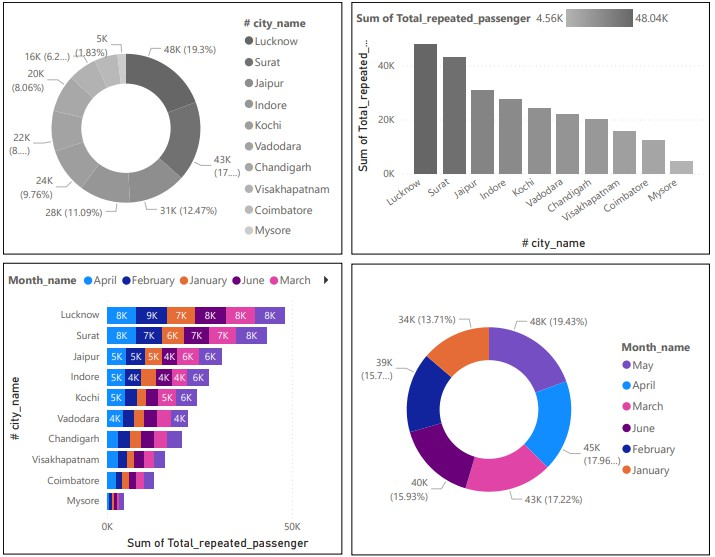 # city_name
Lucknow
Surat
Jaipur
Indore
Kochi
Vadodara
Chandigarh
Visakhapatnam
Coimbatore
Mysore
5K
(1.83%)
48K (19.3%)
16K (6.2...)
20K
(8.06%)
22K
(8....)
24K
(9.76%)
28K (11.09%)
31K (12.47%)
43K
(17....)
Sum of Total_repeated_passenger 4.56K 48.04K
Sum of Total_repeated_...
40K
20K
0K
Lucknow
Surat
Jaipur
Indore
Kochi
Vadodara
Chandigarh
Visakhapatnam
Coimbatore
Mysore
# city_name
Month_name April February January June March
# city_name
Lucknow 8K 9K 7K 8K 8K 8K
Surat 8K 7K 6K 7K 7K 8K
Jaipur 5K 5K 5K 4K 6K 6K
Indore 5K 4K 4K 4K 6K
Kochi 5K 5K 6K
Vadodara 4K 4K
Chandigarh
Visakhapatnam
Coimbatore
Mysore
0K 50K
Sum of Total_repeated_passenger
34K (13.71%)
48K (19.43%)
39K
(15.7...)
40K
(15.93%)
43K (17.22%)
45K
(17.96...)
Month_name
May
April
March
June
February
January